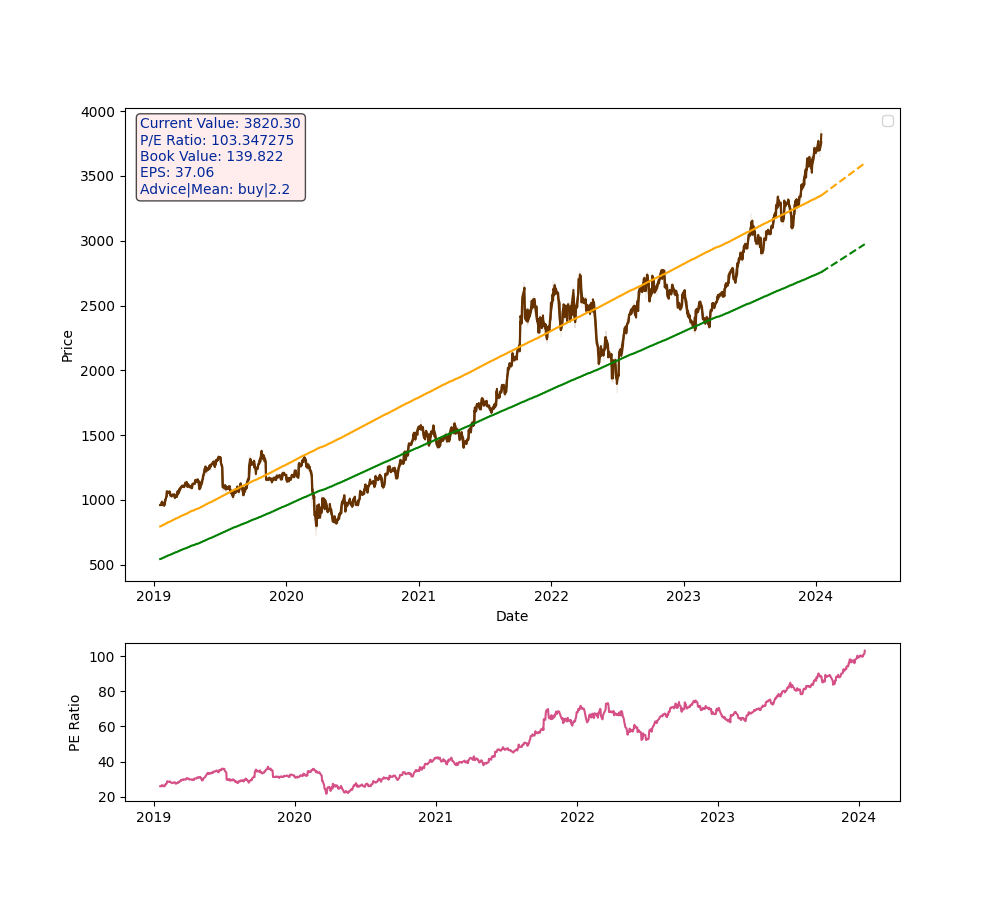 4000
3500
3000
2500
2000
1500
1000
500
Price
Current Value: 3820.30
P/E Ratio: 103.347275
Book Value: 139.822
EPS: 37.06
Advice|Mean: buy|2.2
2019 2020 2021 2022 2023 2024
Date
100
80
60
40
20
PE Ratio
2019 2020 2021 2022 2023 2024